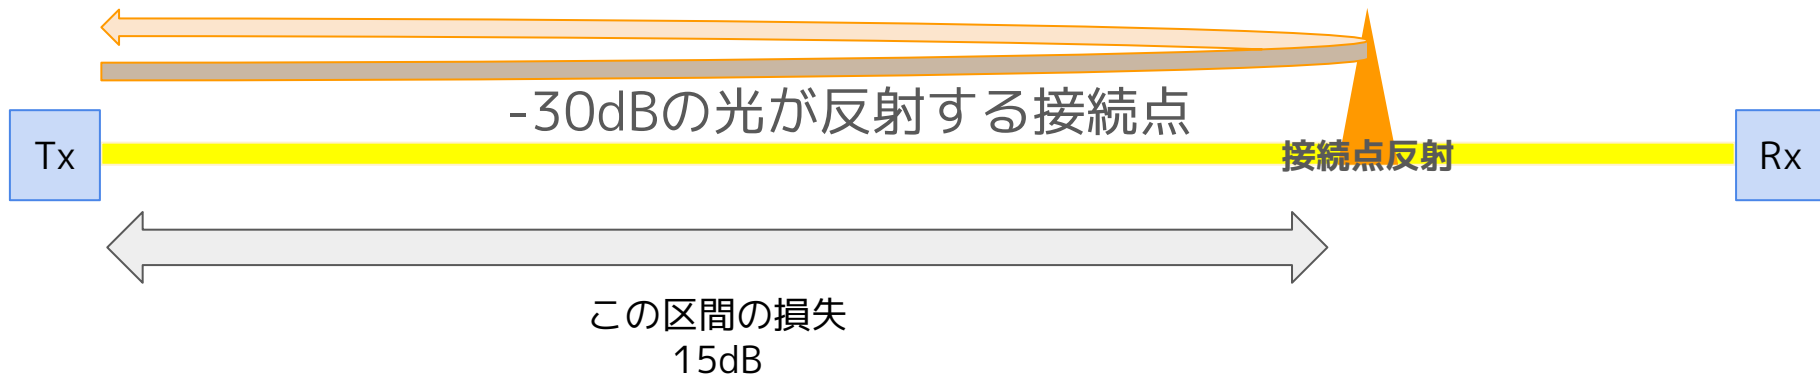 -30dBの光が反射する接続点
Tx
接続点反射
Rx
この区間の損失
15dB